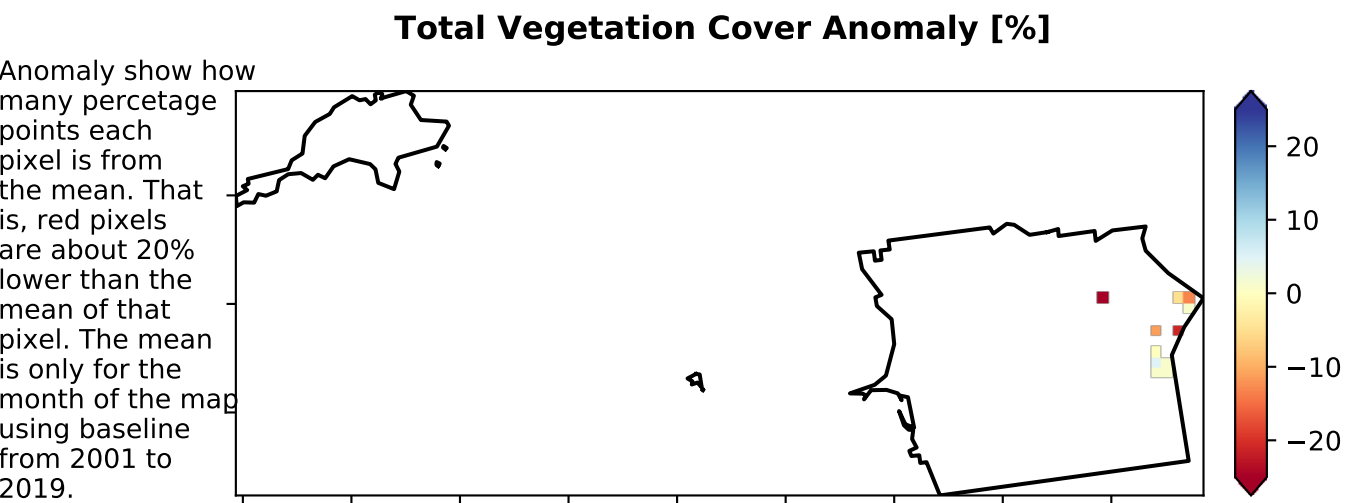 Total Vegetation Cover Anomaly [%]
Anomaly show how
many percetage
points each
pixel is from
the mean. That
is, red pixels
are about 20%
lower than the
mean of that
pixel. The mean
is only for the
month of the map
using baseline
from 2001 to
2019.
20
10
0
−10
−20